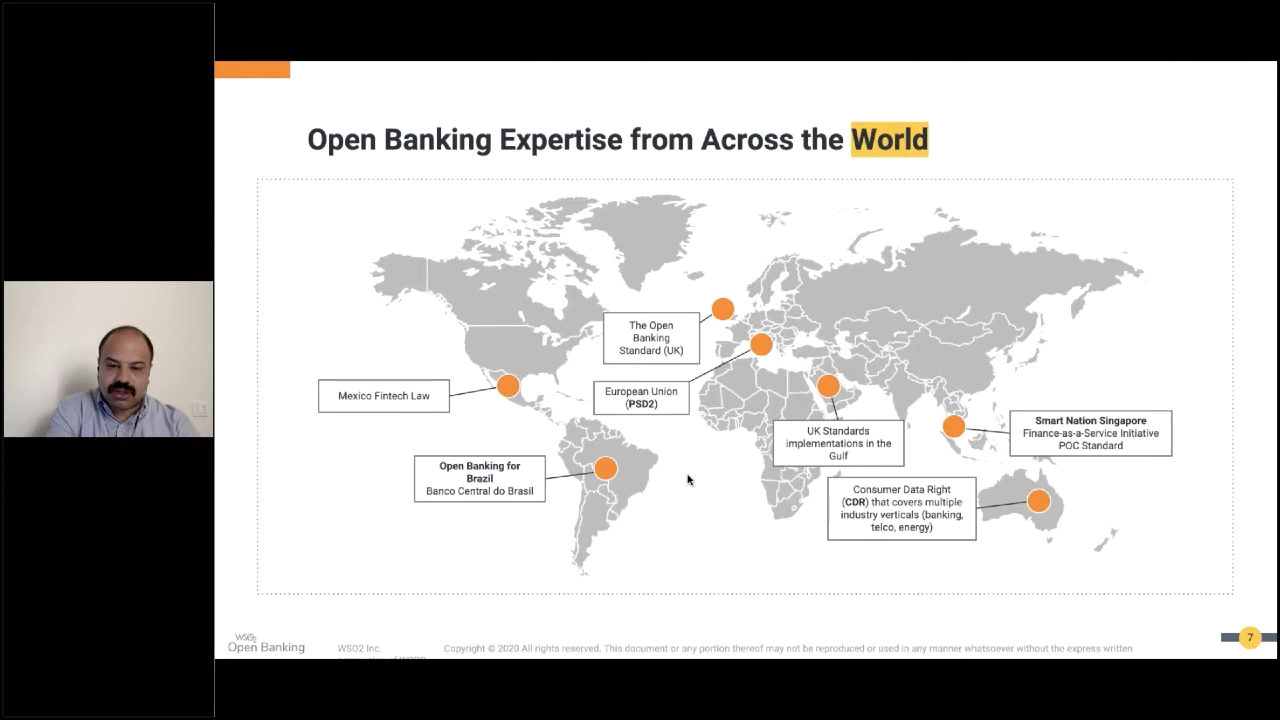 Open Banking Expertise from Across the World
The Open
Banking
Standard (UK)
European Union
(PSD2)
Mexico Fintech Law
UK Standards
implementations in the
Gulf
Smart Nation Singapore
Finance-as-a-Service Initiative
POC Standard
Open Banking for
Brazil
Banco Central do Brasil
Consumer Data Right
(CDR) that covers multiple
industry verticals (banking,
telco, energy)
WSO2
Open Banking
WSO2 Inc.
Copyright © 2020 All rights reserved. This document or any portion thereof may not be reproduced or used in any manner whatsoever without the express written
7